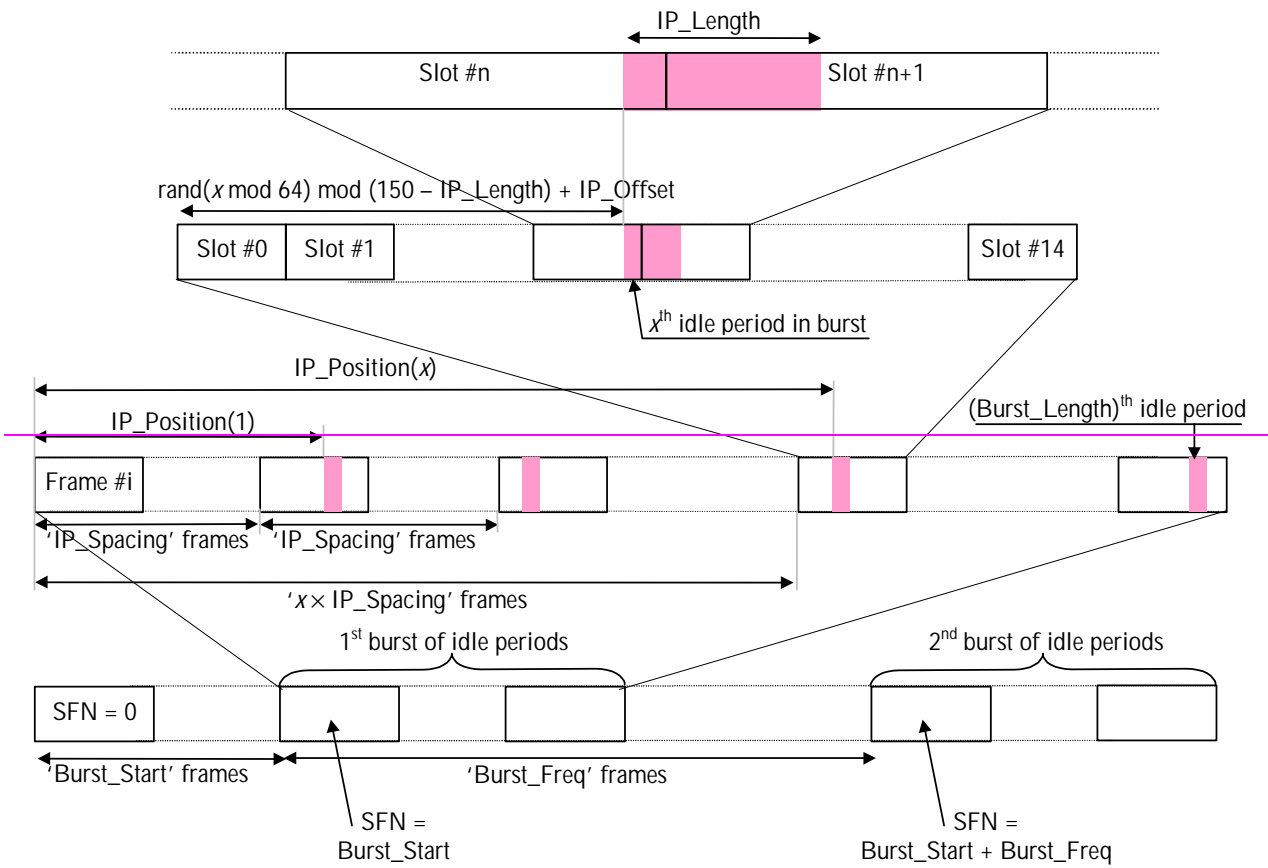 IP_Length
Slot #n
Slot #n+1
rand(x mod 64) mod (150 – IP_Length) + IP_Offset
Slot #0
Slot #1
Slot #14
xth idle period in burst
IP_Position(x)
IP_Position(1)
(Burst_Length)th idle period
Frame #i
'IP_Spacing' frames
'IP_Spacing' frames
'x × IP_Spacing' frames
1st burst of idle periods
2nd burst of idle periods
SFN = 0
'Burst_Start' frames
'Burst_Freq' frames
SFN =
Burst_Start
SFN =
Burst_Start + Burst_Freq